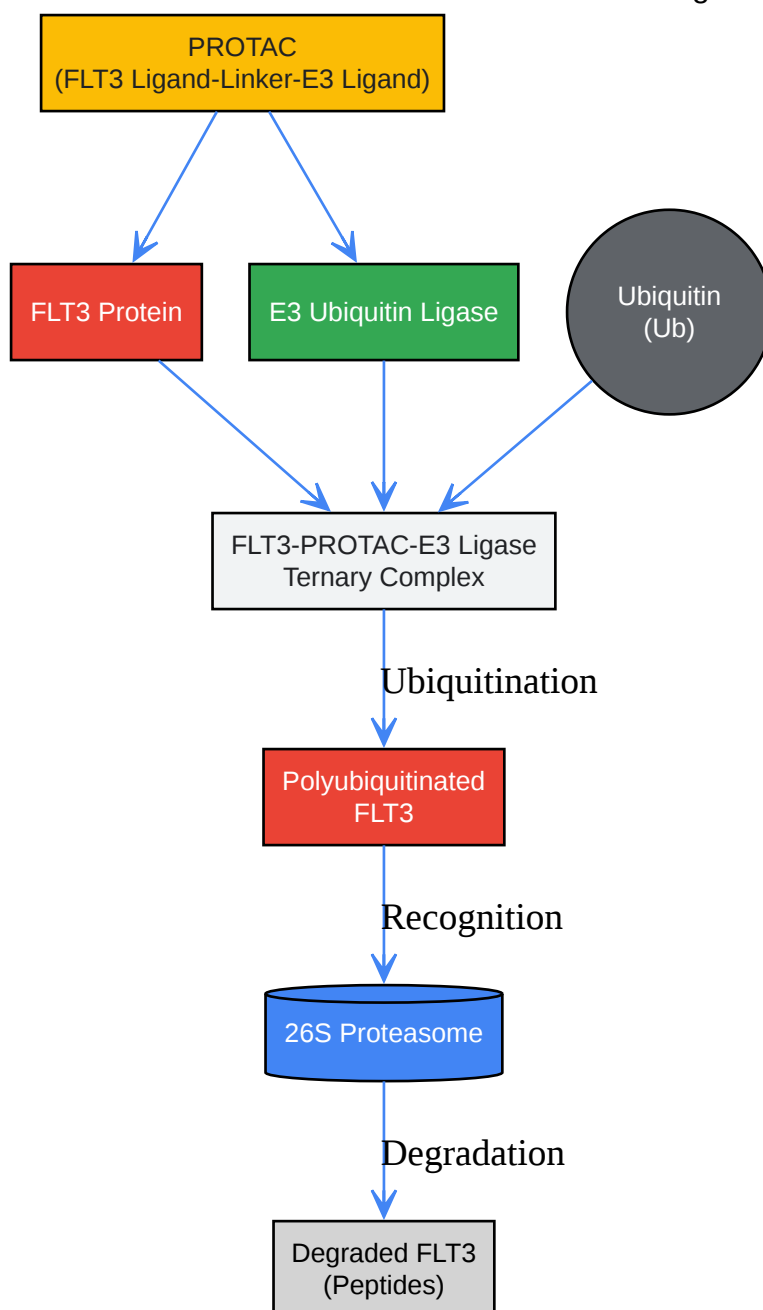 PROTAC
(FLT3 Ligand-Linker-E3 Ligand)
FLT3 Protein
E3 Ubiquitin Ligase
Ubiquitin
(Ub)
FLT3-PROTAC-E3 Ligase
Ternary Complex
Ubiquitination
Polyubiquitinated
FLT3
Recognition
26S Proteasome
Degradation
Degraded FLT3
(Peptides)